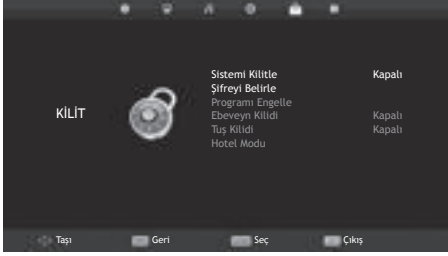 KİLİT
Sistemi Kilitle Kapalı
Şifreyi Belirle
Programı Engelle
Ebeveyn Kilidi Kapalı
Tuş Kilidi Kapalı
Hotel Modu
Taşı Geri Seç Çıkış